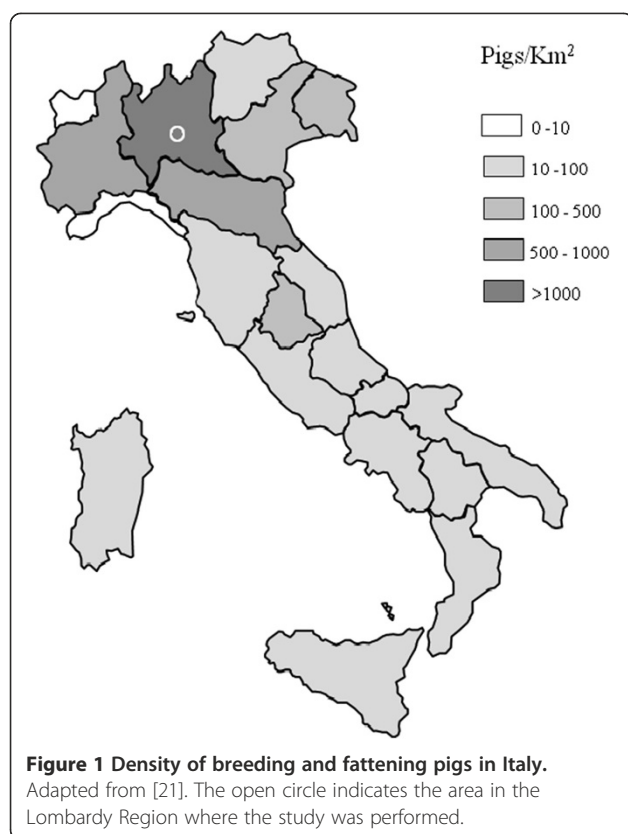 Pigs/Km²
0 -10
10 -100
100 - 500
500 - 1000
>1000
Figure 1 Density of breeding and fattening pigs in Italy.
Adapted from [21]. The open circle indicates the area in the
Lombardy Region where the study was performed.